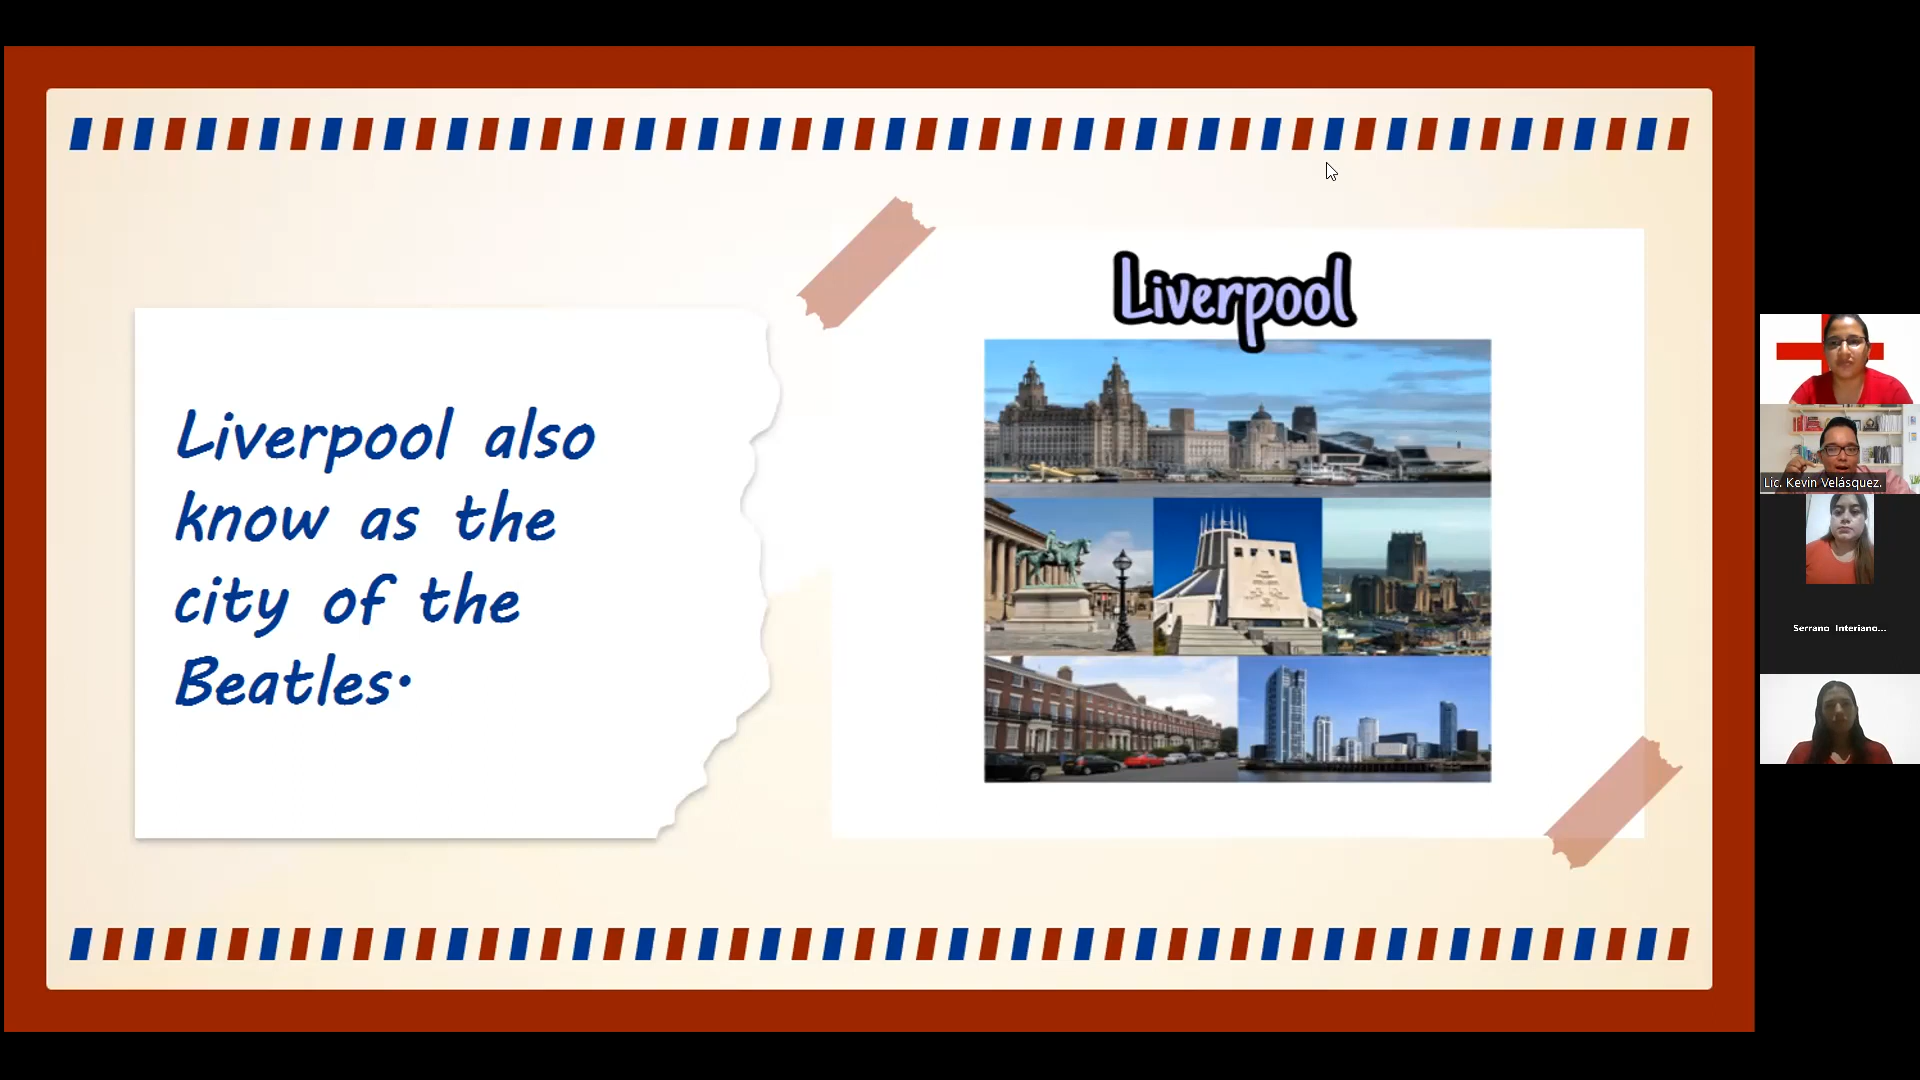 Liverpool
Liverpool also
know as the
city of the
Beatles.
Lic. Kevin Velásquez.
Serrano Interiano...